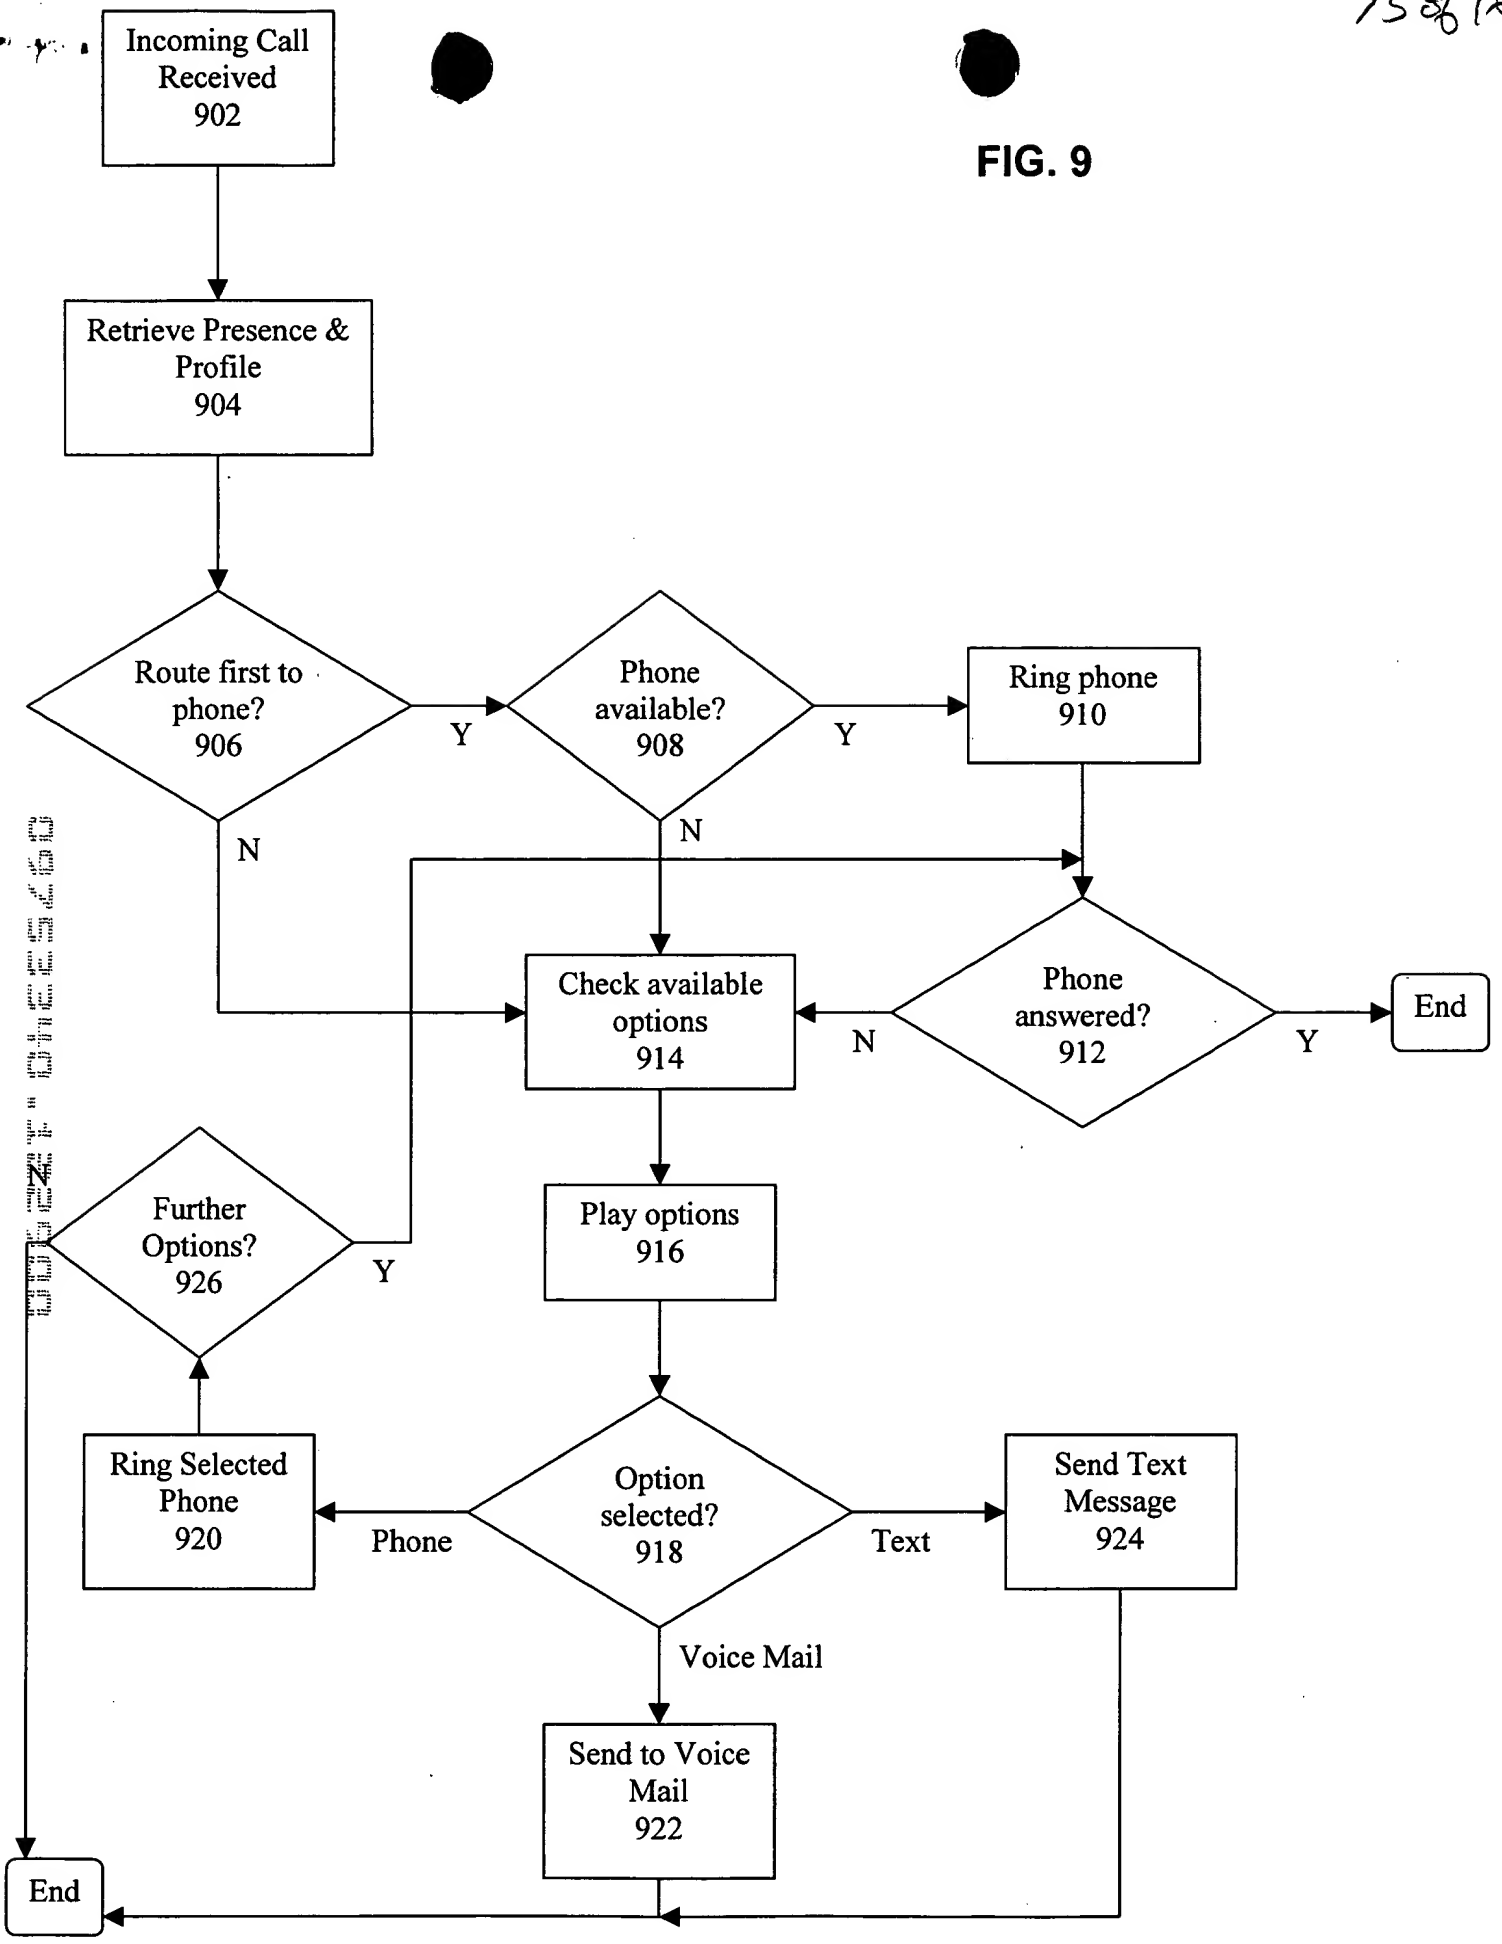 Incoming Call
Received
902
FIG. 9
Retrieve Presence &
Profile
904
Route first to
phone?
906
Y
N
Phone
available?
908
Y
N
Ring phone
910
Phone
answered?
912
N
Y
End
Check available
options
914
Further
Options?
926
N
Y
Play options
916
Ring Selected
Phone
920
Option
selected?
918
Phone
Text
Voice Mail
Send Text
Message
924
Send to Voice
Mail
922
End